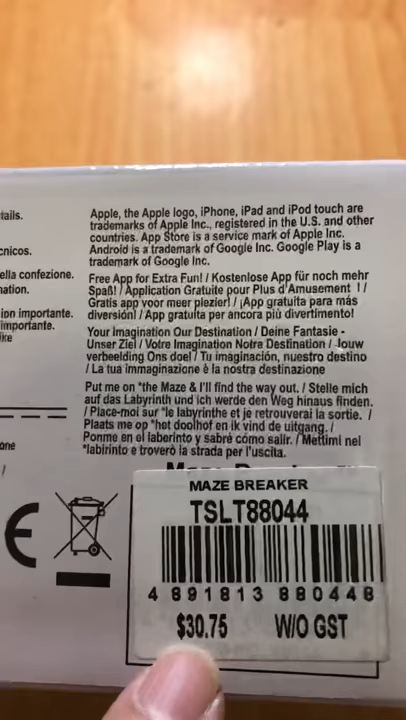 tails.
cnicos.
ella confezione.
nation.
ion importante.
importante.
ike
one
Apple, the Apple logo, iPhone, iPad and iPod touch are
trademarks of Apple Inc., registered in the U.S. and other
countries. App Store is a service mark of Apple Inc.
Android is a trademark of Google Inc. Google Play is a
trademark of Google Inc.
Free App for Extra Fun! / Kostenlose App für noch mehr
Spaß! / Application Gratuite pour Plus d'Amusement ! /
Gratis app voor meer plezier! / ¡App gratuita para más
diversión! / App gratuita per ancora più divertimento!
Your Imagination Our Destination / Deine Fantasie -
Unser Ziel / Votre Imagination Notre Destination / Jouw
verbeelding Ons doel / Tu imaginación, nuestro destino
/ La tua immaginazione è la nostra destinazione
Put me on *the Maze & I'll find the way out. / Stelle mich
auf das Labyrinth und ich werde den Weg hinaus finden.
/ Place-moi sur *le labyrinthe et je retrouverai la sortie. /
Plaats me op *het doolhof en ik vind de uitgang. /
Ponme en el laberinto y sabré cómo salir. / Mettimi nel
*labirinto e troverò la strada per l'uscita.
CE
MAZE BREAKER
TSLT88044
4 891813 880448
$30.75 W/O GST